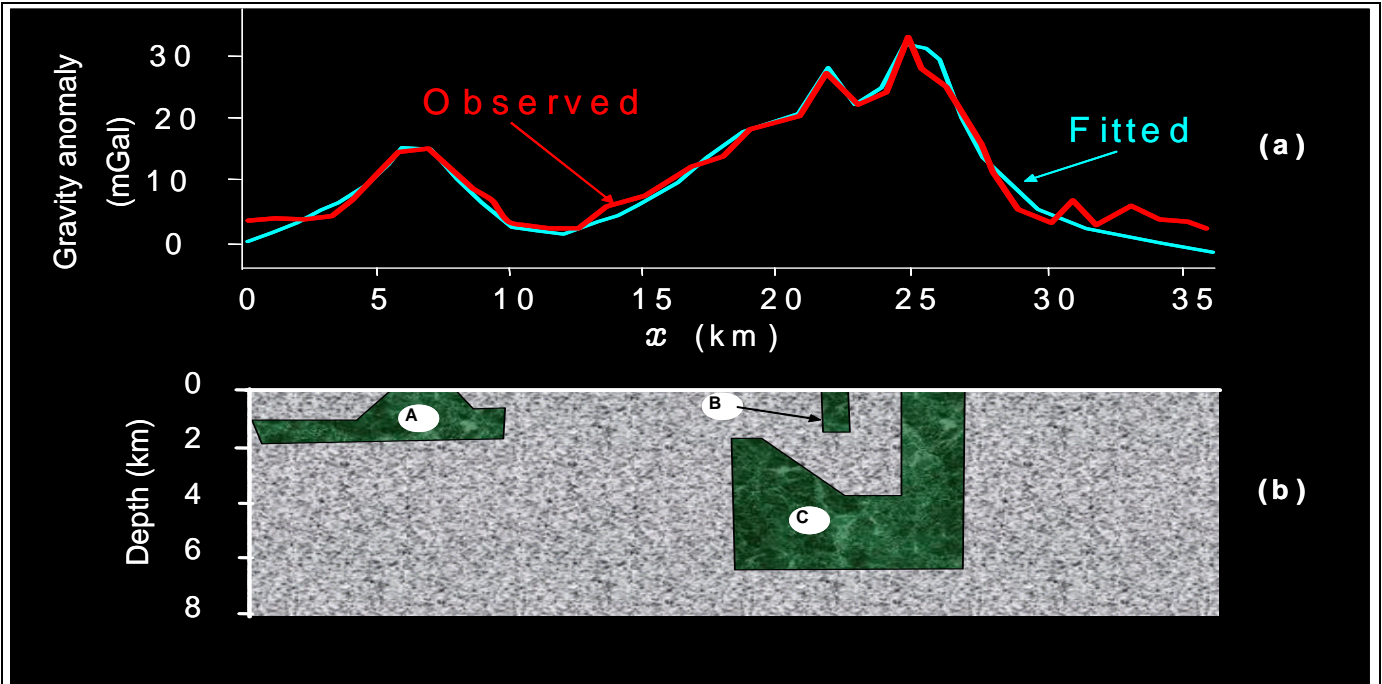 Gravity anomaly
(mGal)
30
20
10
0
Observed
Fitted
(a)
0 5 10 15 20 25 30 35
x (km)
Depth (km)
0
2
4
6
8
A
B
C
(b)